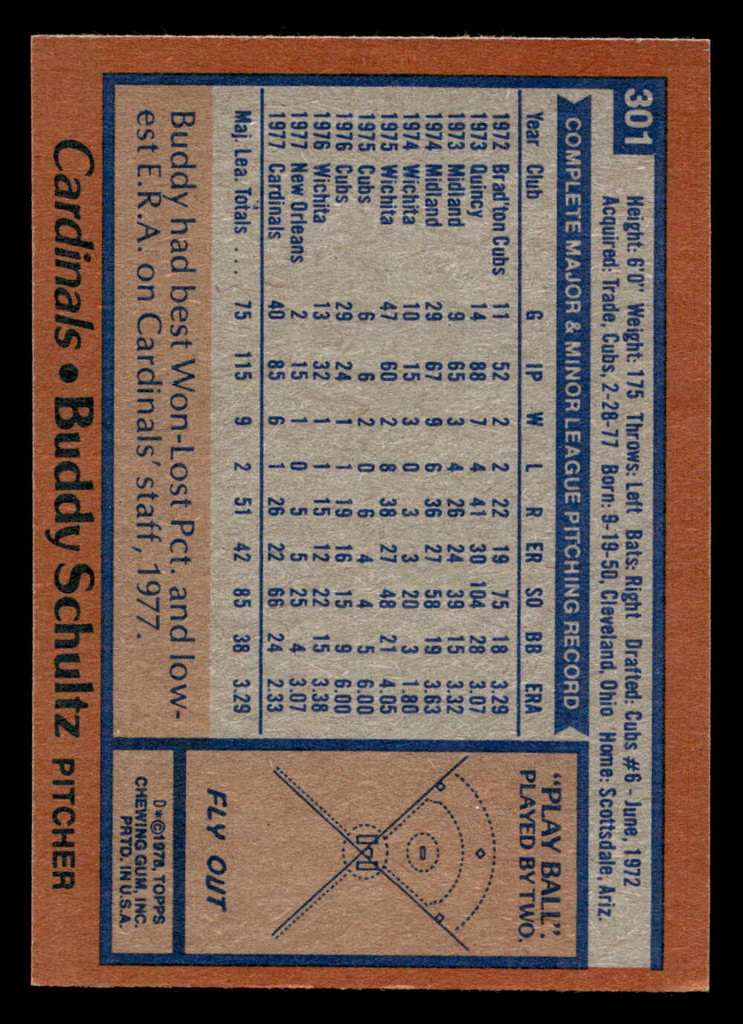 301
Height: 6'0" Weight: 175 Throws: Left Bats: Right Drafted: Cubs #6 - June, 1972
Acquired: Trade, Cubs, 2-28-77 Born: 9-19-50, Cleveland, Ohio Home: Scottsdale, Ariz.
COMPLETE MAJOR & MINOR LEAGUE PITCHING RECORD
Year Club G IP W L R ER SO BB ERA
1972 Brad'ton Cubs 11 52 2 2 22 19 75 18 3.29
1973 Quincy 14 88 7 4 41 30 104 28 3.07
1973 Midland 9 65 3 4 26 24 39 15 3.32
1974 Midland 29 67 9 6 36 27 58 19 3.63
1974 Wichita 10 15 3 0 3 3 20 3 1.80
1975 Wichita 47 60 2 8 38 27 48 21 4.05
1975 Cubs 6 6 2 0 6 4 4 5 6.00
1976 Cubs 29 24 1 1 19 16 15 9 6.00
1976 Wichita 13 32 1 1 15 12 22 15 3.38
1977 New Orleans 2 15 1 0 5 5 25 4 3.07
1977 Cardinals 40 85 6 1 26 22 66 24 2.33
Maj. Lea. Totals .... 75 115 9 2 51 42 85 38 3.29
Buddy had best Won-Lost Pct. and low-
est E.R.A. on Cardinals' staff, 1977.
"PLAY BALL".
PLAYED BY TWO.
FLY OUT
D*©1978 TOPPS
CHEWING GUM, INC.
PRTD. IN U.S.A.
Cardinals • Buddy Schultz PITCHER